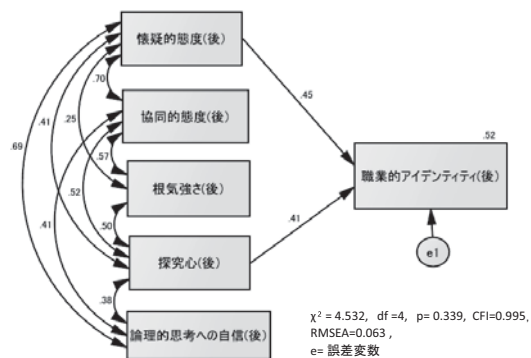 懐疑的態度(後)
.70
.45
.41
.25
協同的態度(後)
.52
.69
.57
職業的アイデンティティ(後)
.52
根気強さ(後)
.41
.50
.41
e1
探究心(後)
.38
論理的思考への自信(後)
χ² = 4.532, df =4, p= 0.339, CFI=0.995,
RMSEA=0.063 ,
e= 誤差変数